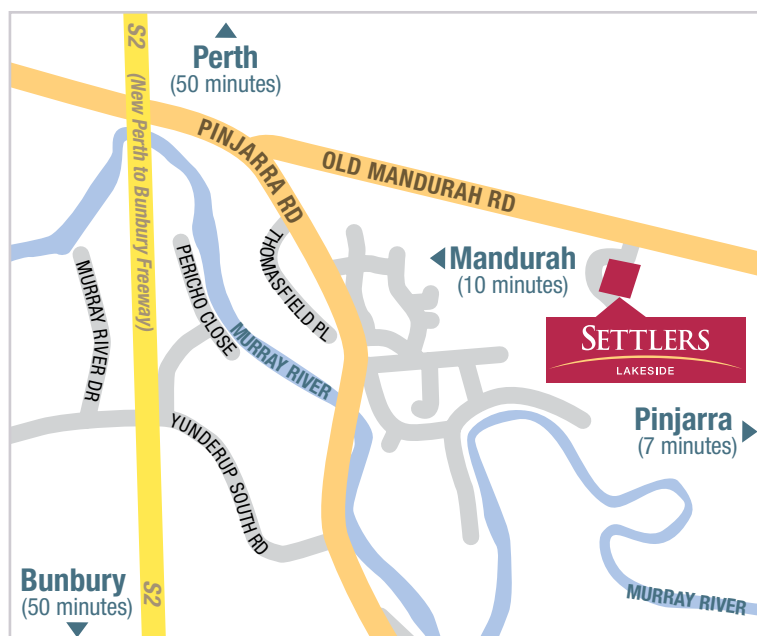 S2
(New Perth to Bunbury Freeway)
Perth
(50 minutes)
PINJARRA RD
OLD MANDURAH RD
Mandurah
(10 minutes)
THOMASFIELD PL
PERICHO CLOSE
MURRAY RIVER DR
MURRAY RIVER
SETTLERS
LAKESIDE
Pinjarra
(7 minutes)
YUNDERUP SOUTH RD
Bunbury
(50 minutes)
S2
MURRAY RIVER